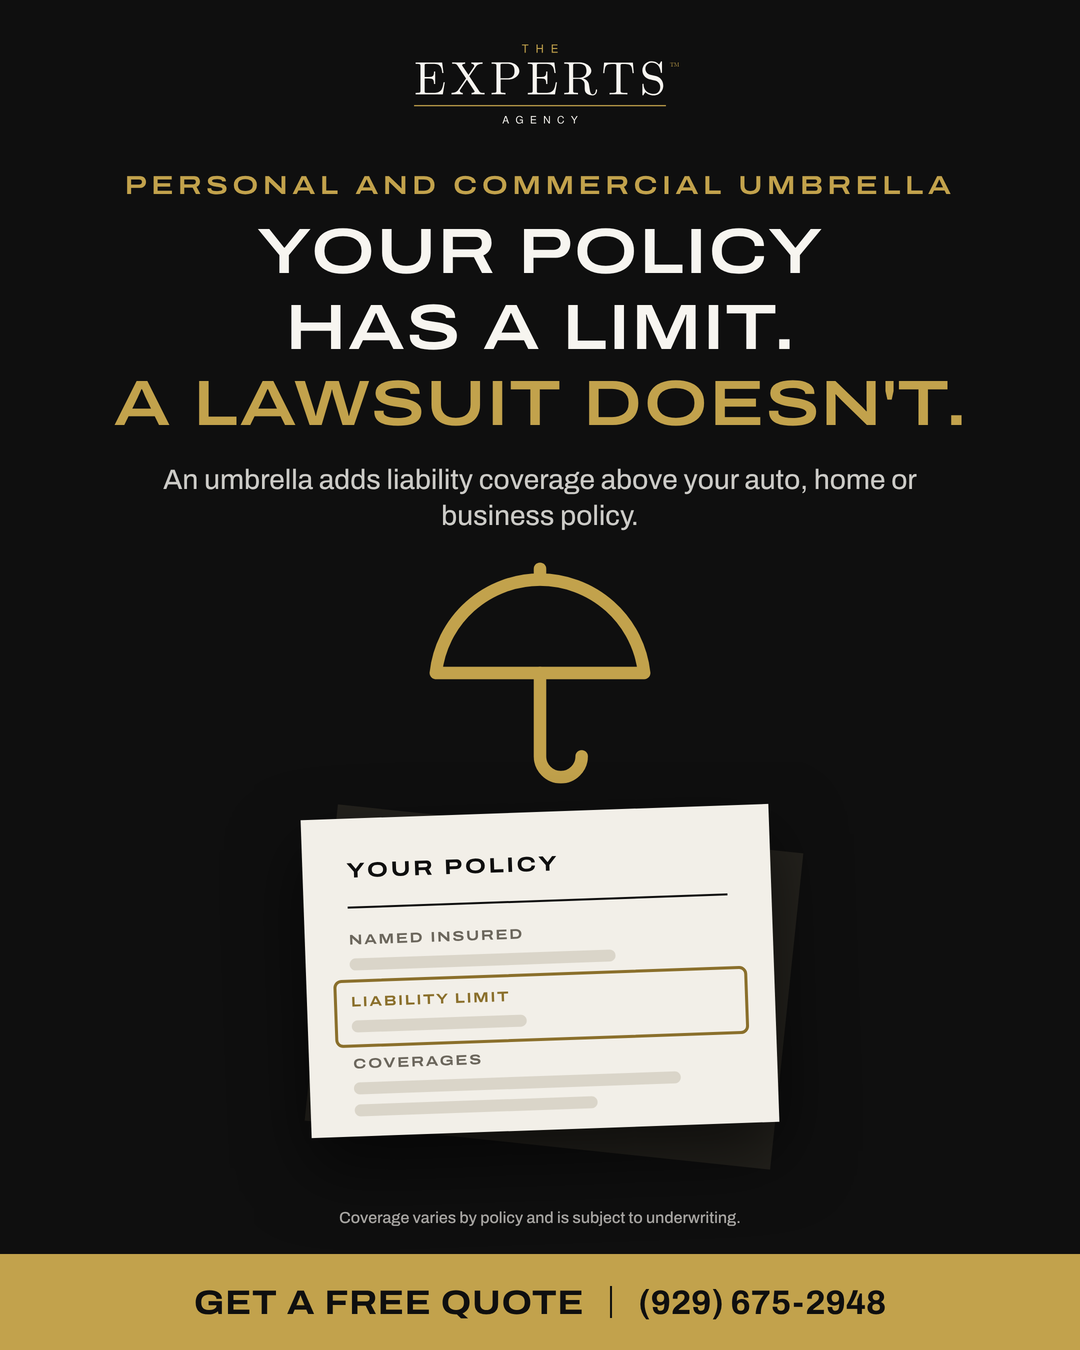 THE
EXPERTS™
AGENCY
PERSONAL AND COMMERCIAL UMBRELLA
YOUR POLICY
HAS A LIMIT.
A LAWSUIT DOESN'T.
An umbrella adds liability coverage above your auto, home or
business policy.
YOUR POLICY
NAMED INSURED
LIABILITY LIMIT
COVERAGES
Coverage varies by policy and is subject to underwriting.
GET A FREE QUOTE | (929) 675-2948